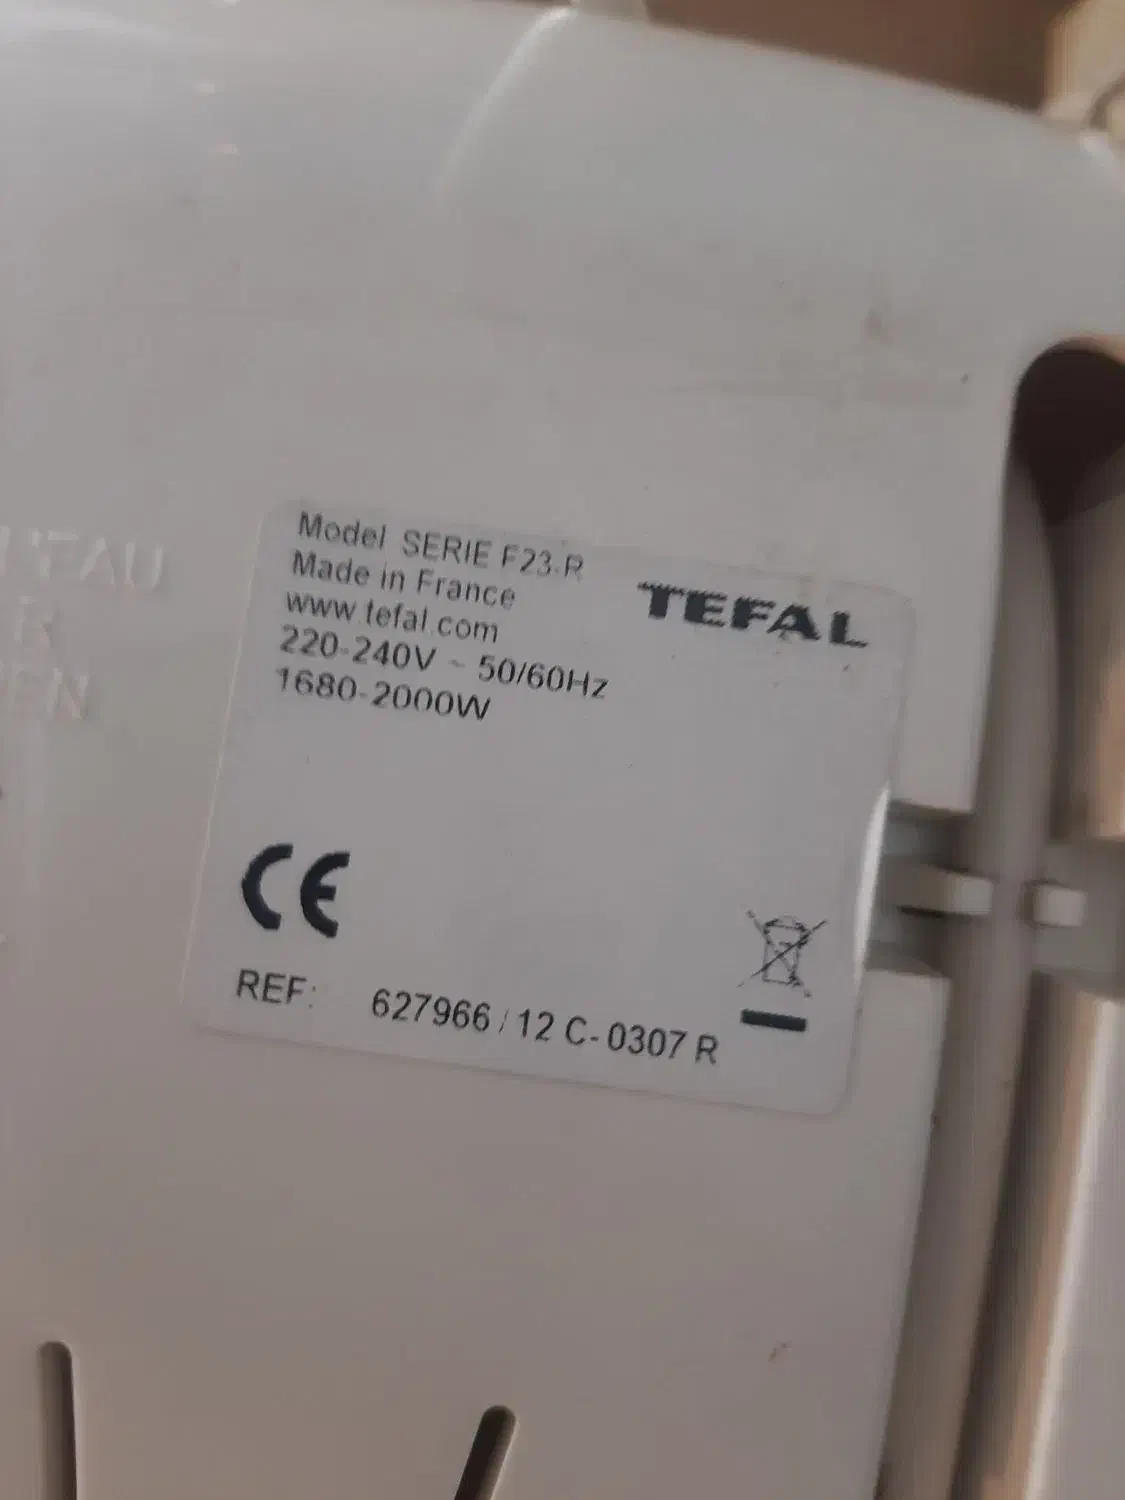 Model SERIE F23-R
Made in France
www.tefal.com
220-240V ~ 50/60Hz
1680-2000W
TEFAL
CE
REF: 627966 / 12 C-0307 R